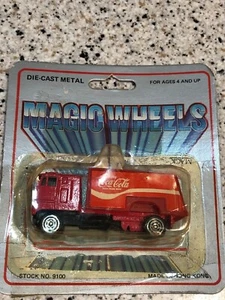 DIE-CAST METAL
FOR AGES 4 AND UP
MAGIC WHEELS
Coca-Cola
STOCK NO. 9100
MADE IN HONG KONG